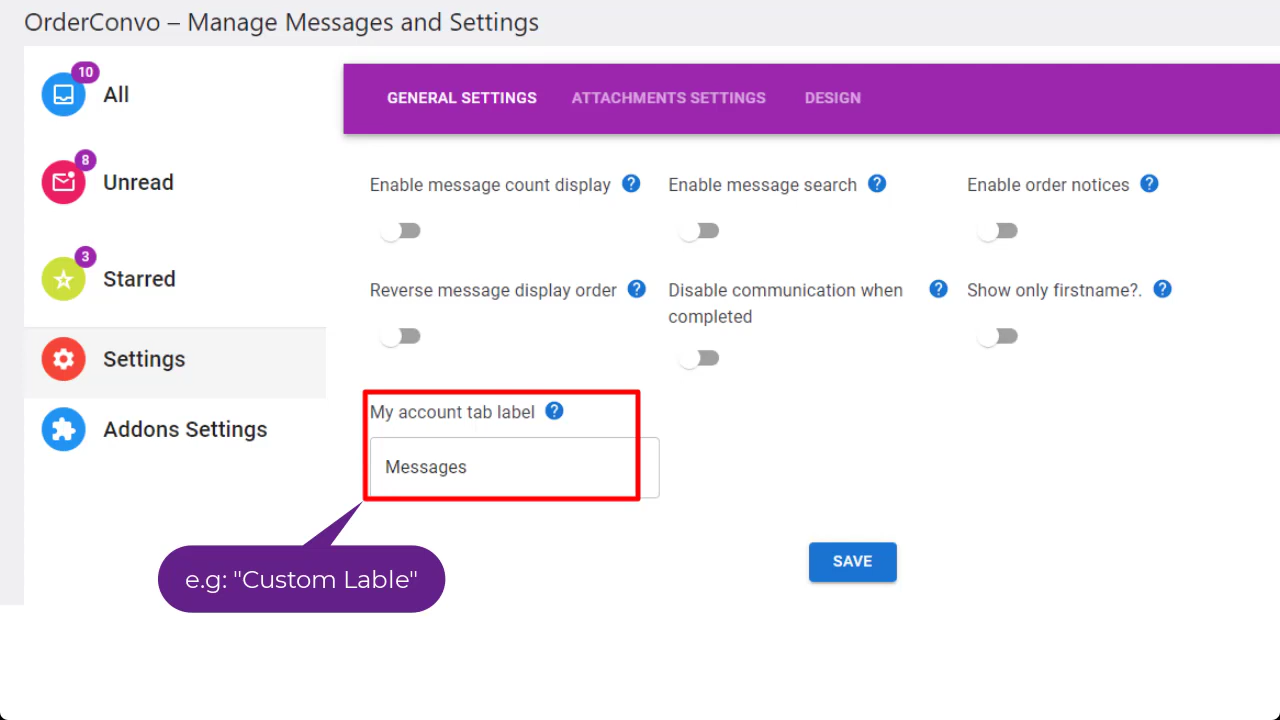 OrderConvo – Manage Messages and Settings
10
All
8
Unread
3
Starred
Settings
Addons Settings
GENERAL SETTINGS ATTACHMENTS SETTINGS DESIGN
Enable message count display ? Enable message search ? Enable order notices ?
Reverse message display order ? Disable communication when completed ? Show only firstname?. ?
My account tab label ?
Messages
e.g: "Custom Lable"
SAVE